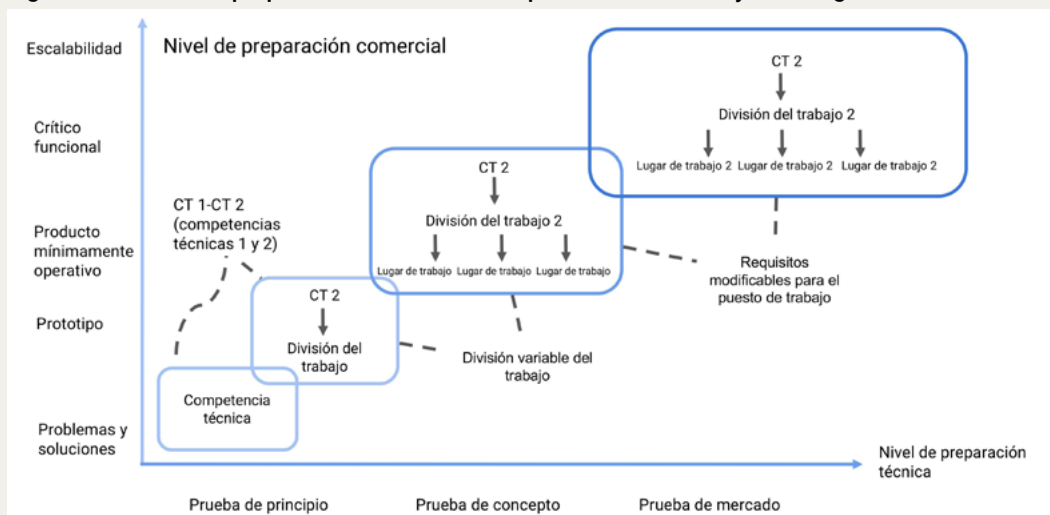 Escalabilidad
Nivel de preparación comercial
CT 2
División del trabajo 2
Lugar de trabajo 2 Lugar de trabajo 2 Lugar de trabajo 2
Crítico
funcional
CT 2
División del trabajo 2
Lugar de trabajo Lugar de trabajo Lugar de trabajo
CT 1-CT 2
(competencias
técnicas 1 y 2)
Producto
mínimamente
operativo
Requisitos
modificables para el
puesto de trabajo
CT 2
División del
trabajo
Prototipo
División variable del
trabajo
Competencia
técnica
Problemas y
soluciones
Nivel de preparación
técnica
Prueba de principio
Prueba de concepto
Prueba de mercado